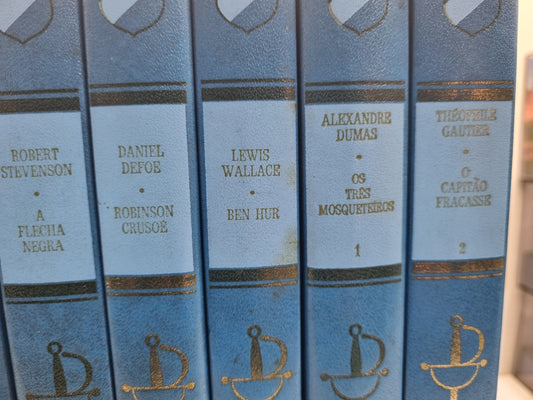 ROBERT
STEVENSON
•
A
FLECHA
NEGRA
DANIEL
DEFOE
•
ROBINSON
CRUSOÉ
LEWIS
WALLACE
•
BEN HUR
ALEXANDRE
DUMAS
•
OS
TRÊS
MOSQUETEIROS
1
THÉOPHILE
GAUTIER
•
O
CAPITÃO
FRACASSE
2